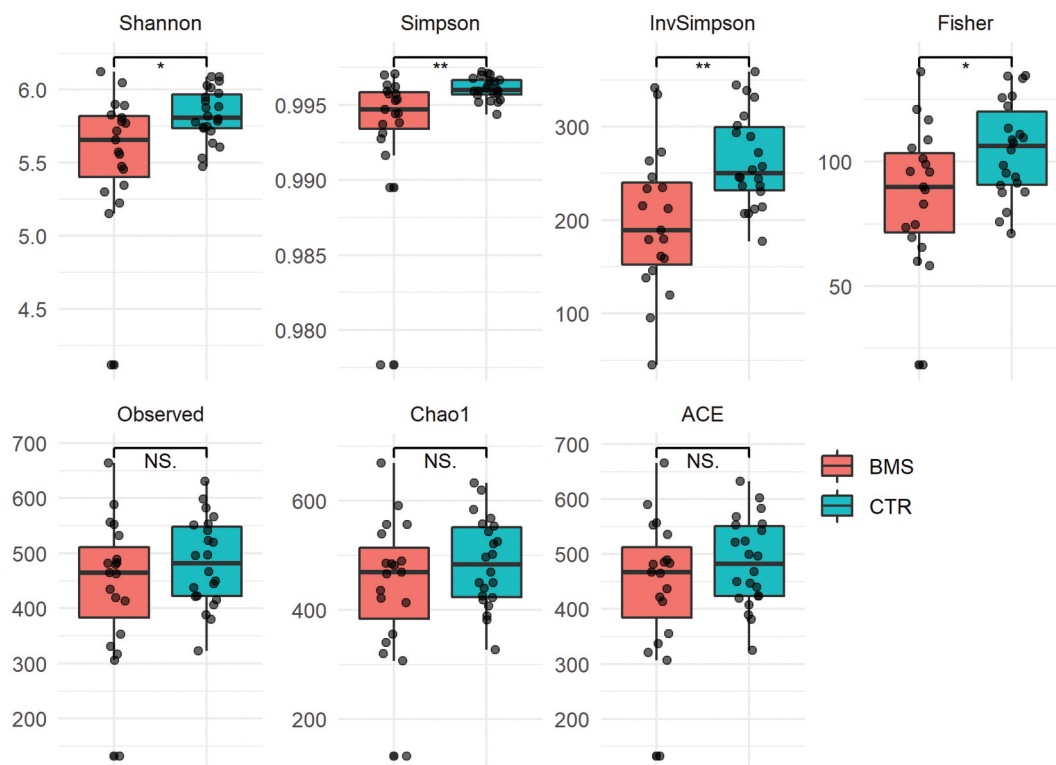 Shannon
Simpson
InvSimpson
Fisher
*
**
**
*
6.0
5.5
5.0
4.5
0.995
0.990
0.985
0.980
300
200
100
100
50
Observed
Chao1
ACE
NS.
NS.
NS.
700
600
500
400
300
200
600
400
200
700
600
500
400
300
200
BMS
CTR